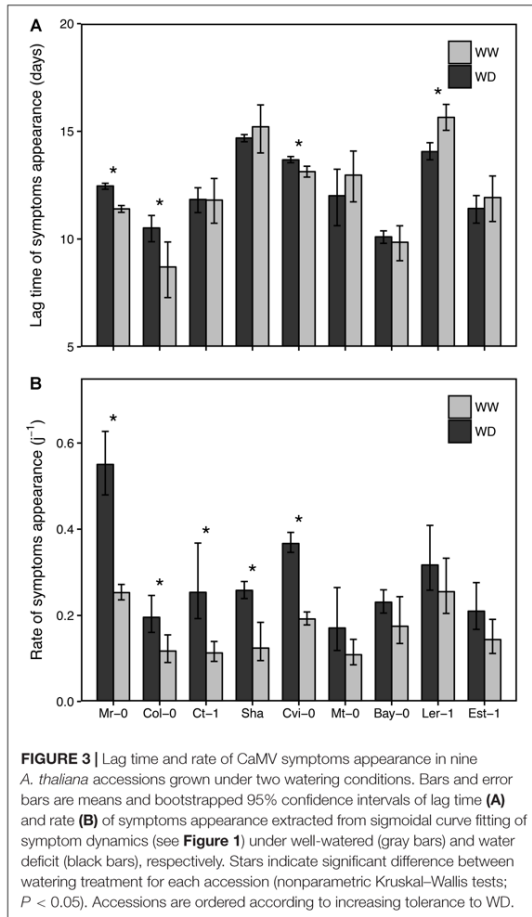 A
20
15
10
5
Lag time of symptoms appearance (days)
WW
WD
*
*
*
*
B
0.6
0.4
0.2
0.0
Rate of symptoms appearance (j⁻¹)
WW
WD
*
*
*
*
*
Mr-0 Col-0 Ct-1 Sha Cvi-0 Mt-0 Bay-0 Ler-1 Est-1
FIGURE 3 | Lag time and rate of CaMV symptoms appearance in nine
A. thaliana accessions grown under two watering conditions. Bars and error
bars are means and bootstrapped 95% confidence intervals of lag time (A)
and rate (B) of symptoms appearance extracted from sigmoidal curve fitting of
symptom dynamics (see Figure 1) under well-watered (gray bars) and water
deficit (black bars), respectively. Stars indicate significant difference between
watering treatment for each accession (nonparametric Kruskal–Wallis tests;
P < 0.05). Accessions are ordered according to increasing tolerance to WD.